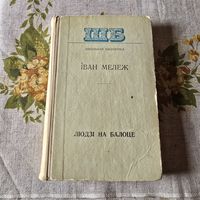 ШБ
ШКОЛЬНАЯ БІБЛІЯТЭКА
ІВАН МЕЛЕЖ
ЛЮДЗІ НА БАЛОЦЕ